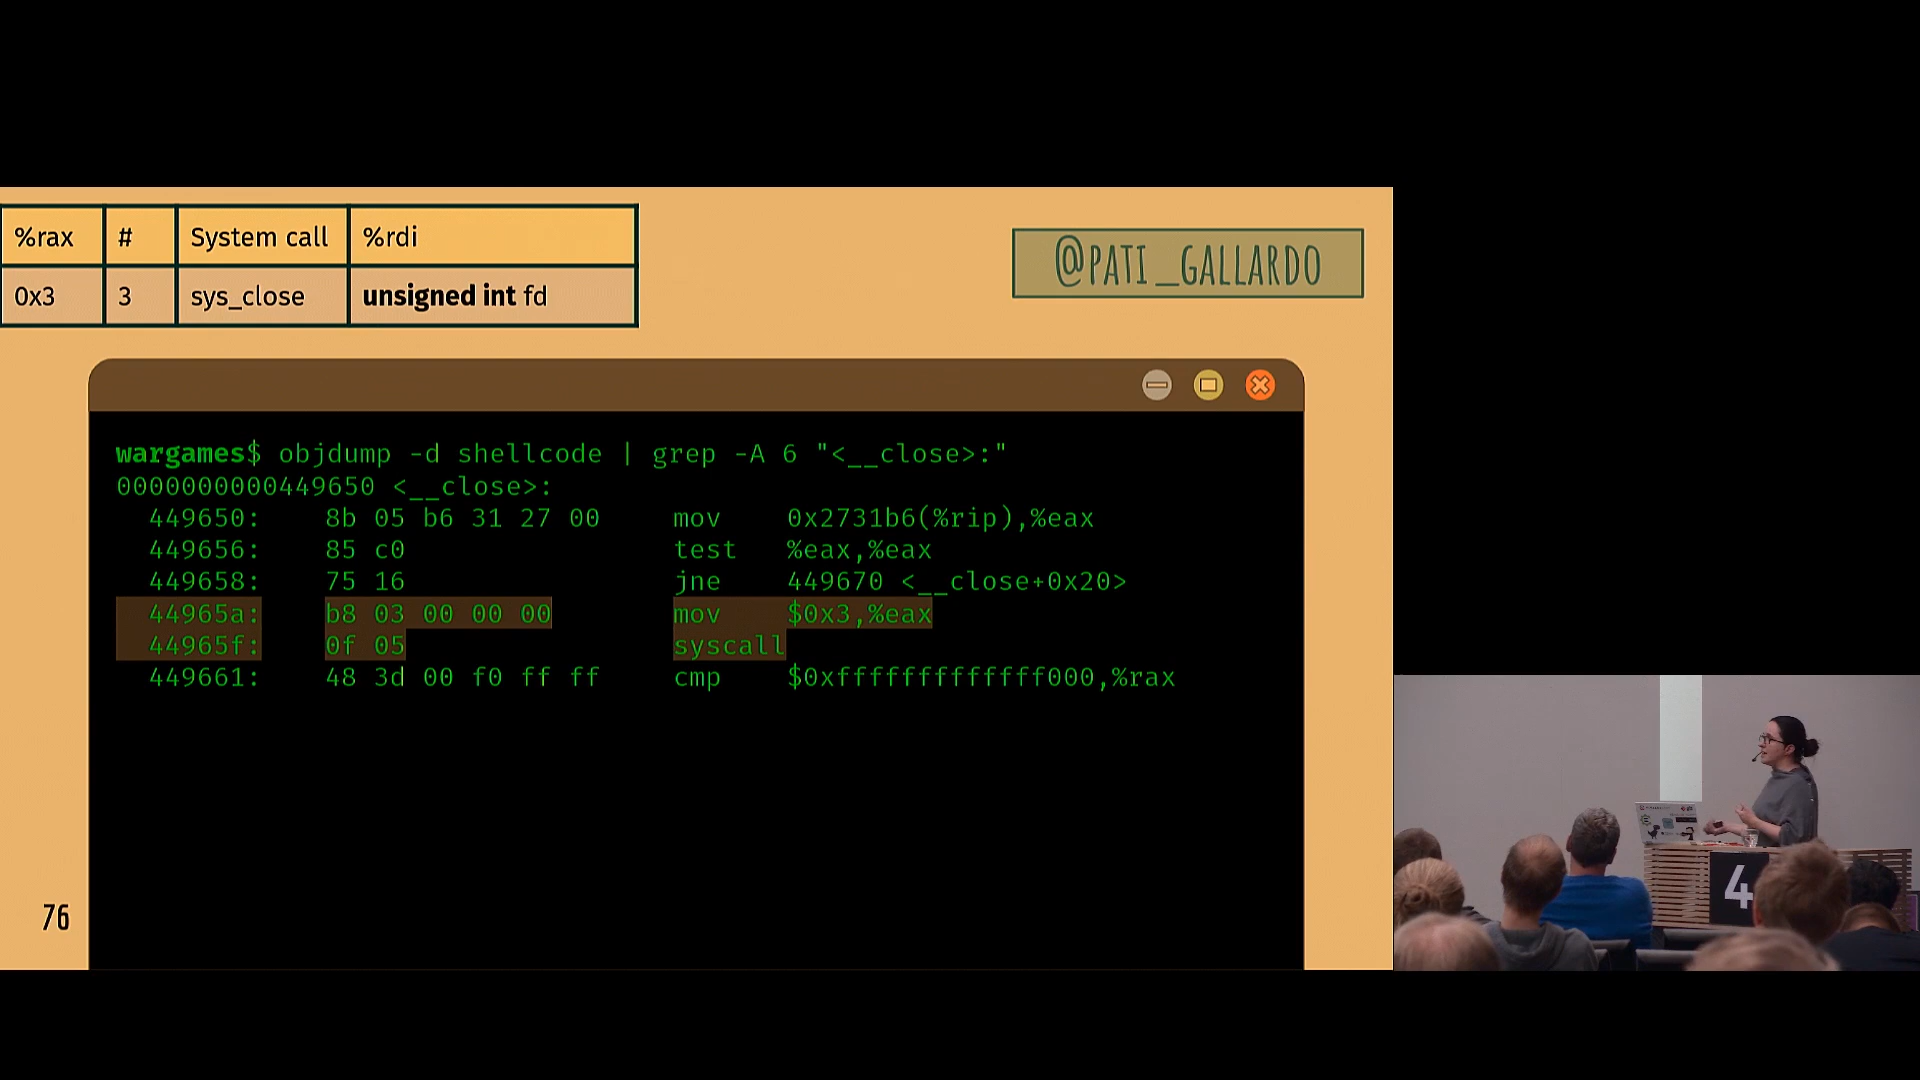 %rax # System call %rdi
0x3 3 sys_close unsigned int fd
@PATI_GALLARDO
wargames$ objdump -d shellcode | grep -A 6 "<__close>:"
0000000000449650 <__close>:
449650: 8b 05 b6 31 27 00 mov 0x2731b6(%rip),%eax
449656: 85 c0 test %eax,%eax
449658: 75 16 jne 449670 <__close+0x20>
44965a: b8 03 00 00 00 mov $0x3,%eax
44965f: 0f 05 syscall
449661: 48 3d 00 f0 ff ff cmp $0xfffffffffffff000,%rax
76
4